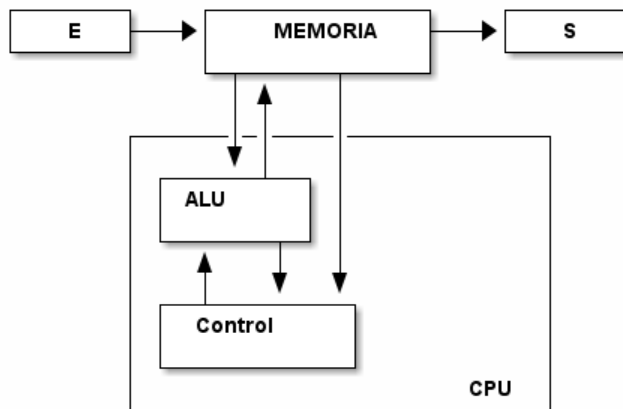 E
MEMORIA
S
ALU
Control
CPU